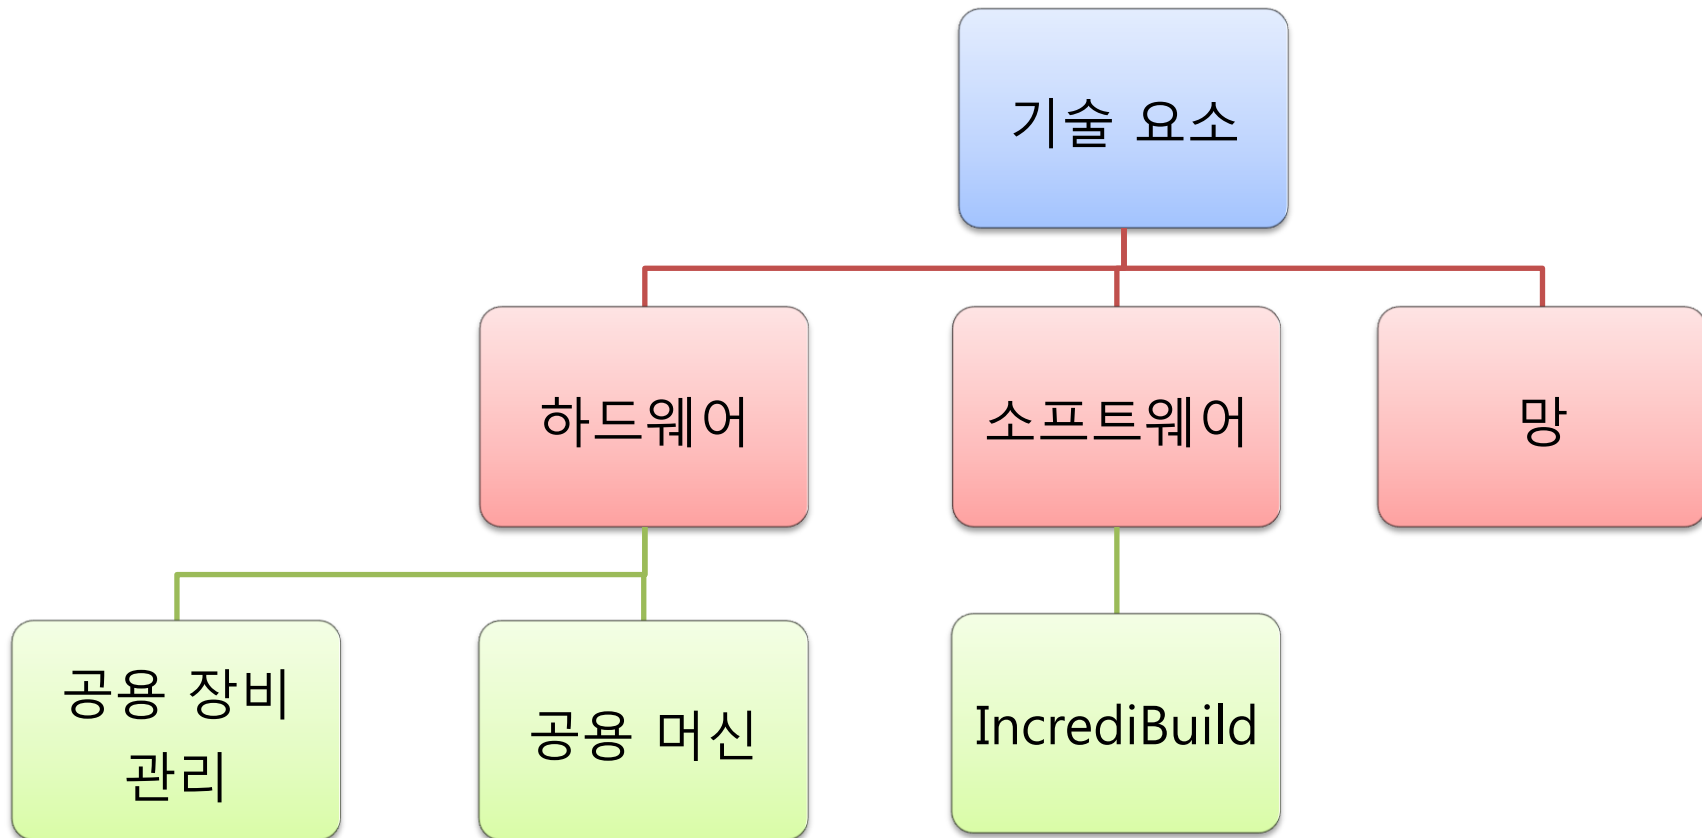 기술 요소
하드웨어
소프트웨어
망
공용 장비
관리
공용 머신
IncrediBuild